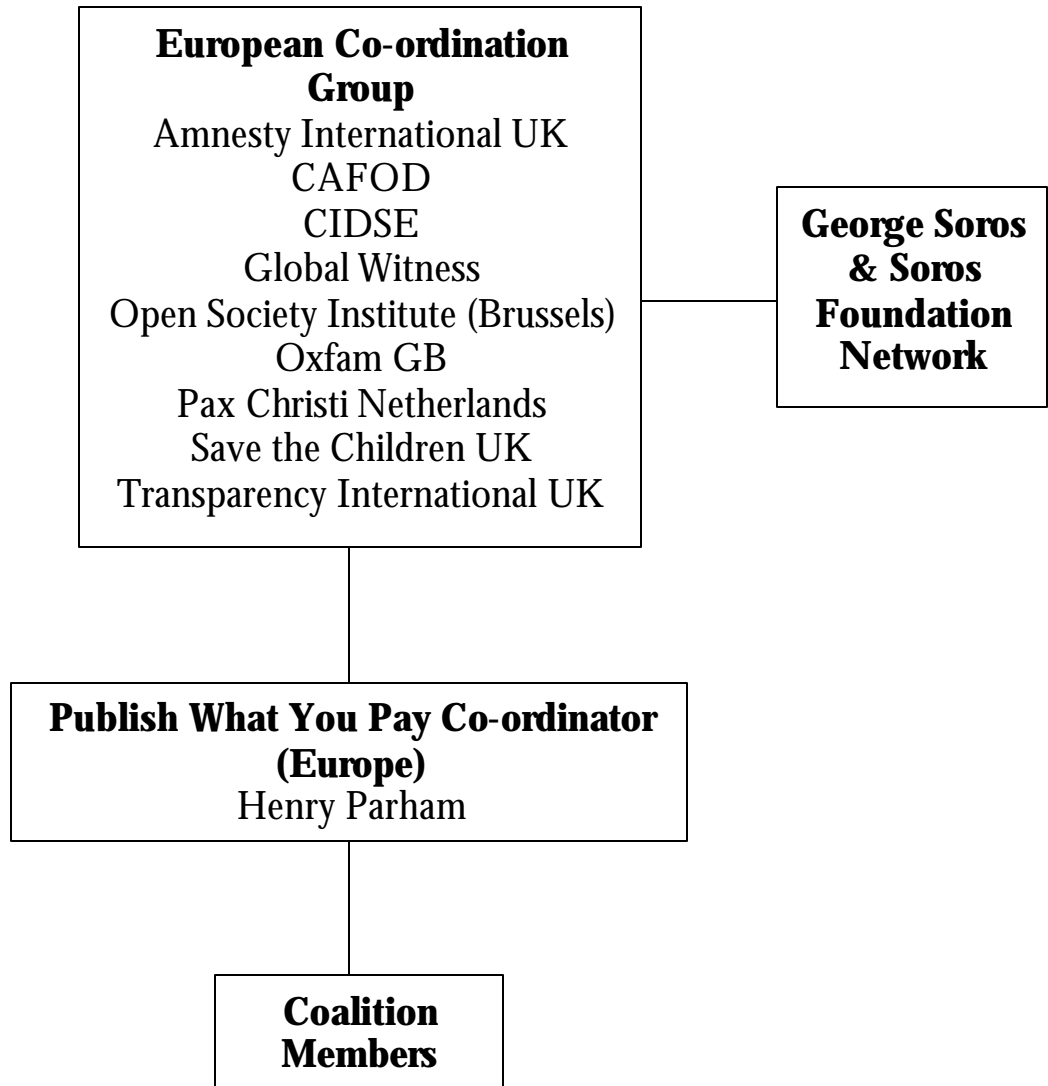 European Co-ordination
Group
Amnesty International UK
CAFOD
CIDSE
Global Witness
Open Society Institute (Brussels)
Oxfam GB
Pax Christi Netherlands
Save the Children UK
Transparency International UK
George Soros
& Soros
Foundation
Network
Publish What You Pay Co-ordinator
(Europe)
Henry Parham
Coalition
Members